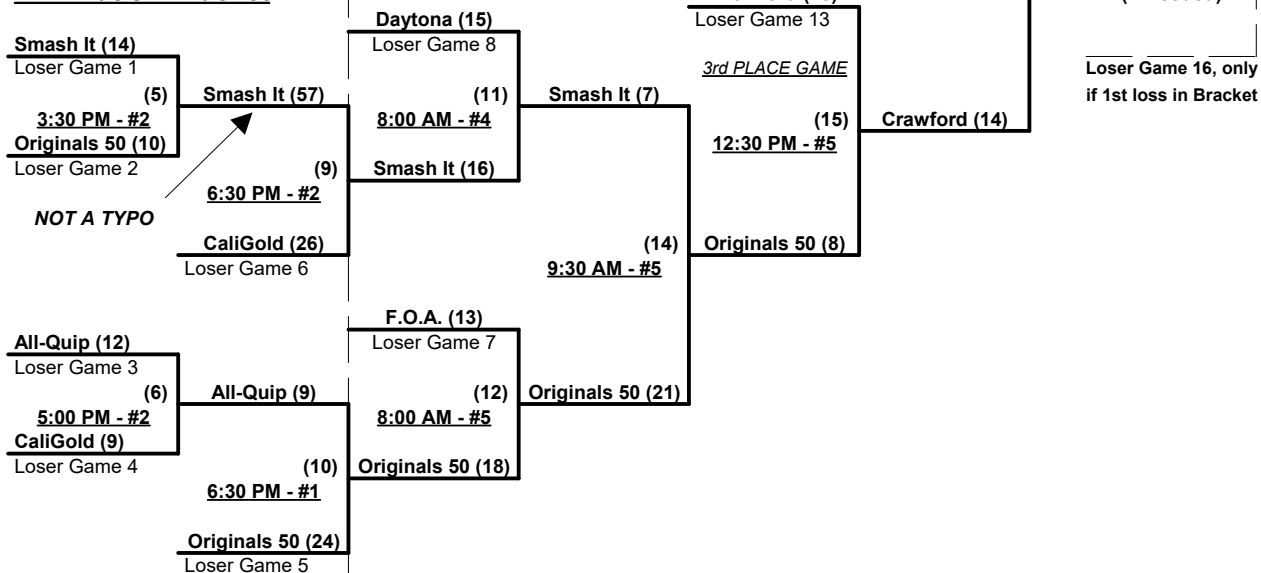 Smash It (14)
Loser Game 1
(5)
3:30 PM - #2
Originals 50 (10)
Loser Game 2
Smash It (57)
NOT A TYPO
(9)
6:30 PM - #2
CaliGold (26)
Loser Game 6
All-Quip (12)
Loser Game 3
(6)
5:00 PM - #2
CaliGold (9)
Loser Game 4
All-Quip (9)
(10)
6:30 PM - #1
Originals 50 (24)
Loser Game 5
Daytona (15)
Loser Game 8
(11)
8:00 AM - #4
Smash It (16)
F.O.A. (13)
Loser Game 7
(12)
8:00 AM - #5
Originals 50 (18)
Smash It (7)
(14)
9:30 AM - #5
Originals 50 (21)
Loser Game 13
3rd PLACE GAME
(15)
12:30 PM - #5
Originals 50 (8)
Crawford (14)
Loser Game 16, only
if 1st loss in Bracket